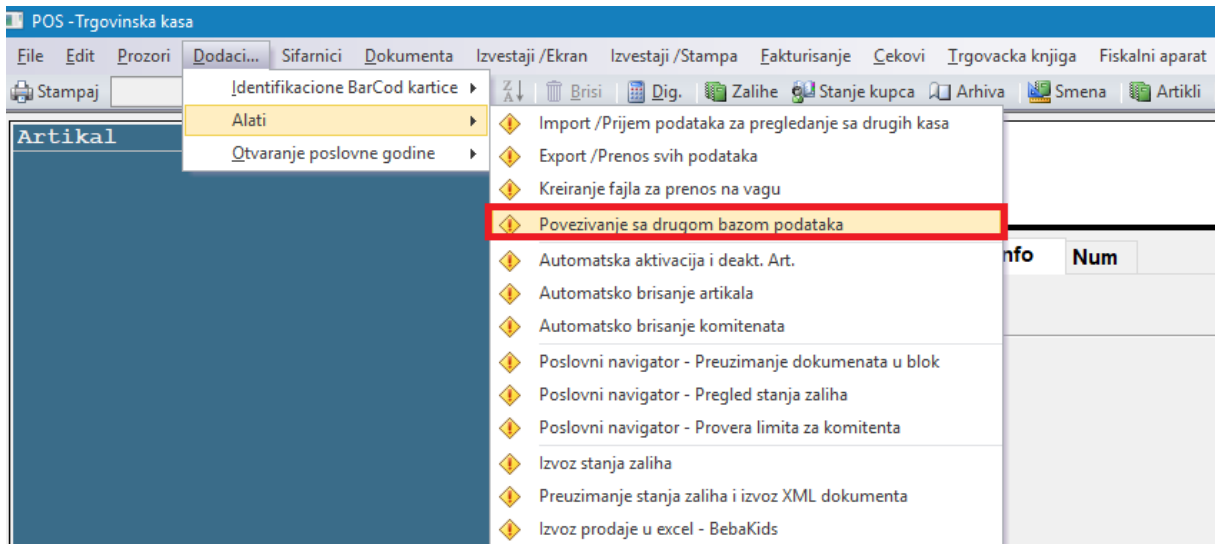 POS -Trgovinska kasa
File Edit Prozori Dodaci... Sifarnici Dokumenta Izvestaji /Ekran Izvestaji /Stampa Fakturisanje Cekovi Trgovacka knjiga Fiskalni aparat
Stampaj Brisi Dig. Zalihe Stanje kupca Arhiva Smena Artikli
Identifikacione BarCod kartice
Alati
Otvaranje poslovne godine
Artikal
Import /Prijem podataka za pregledanje sa drugih kasa
Export /Prenos svih podataka
Kreiranje fajla za prenos na vagu
Povezivanje sa drugom bazom podataka
Automatska aktivacija i deakt. Art.
Automatsko brisanje artikala
Automatsko brisanje komitenata
Poslovni navigator - Preuzimanje dokumenata u blok
Poslovni navigator - Pregled stanja zaliha
Poslovni navigator - Provera limita za komitenta
Izvoz stanja zaliha
Preuzimanje stanja zaliha i izvoz XML dokumenta
Izvoz prodaje u excel - BebaKids
nfo Num